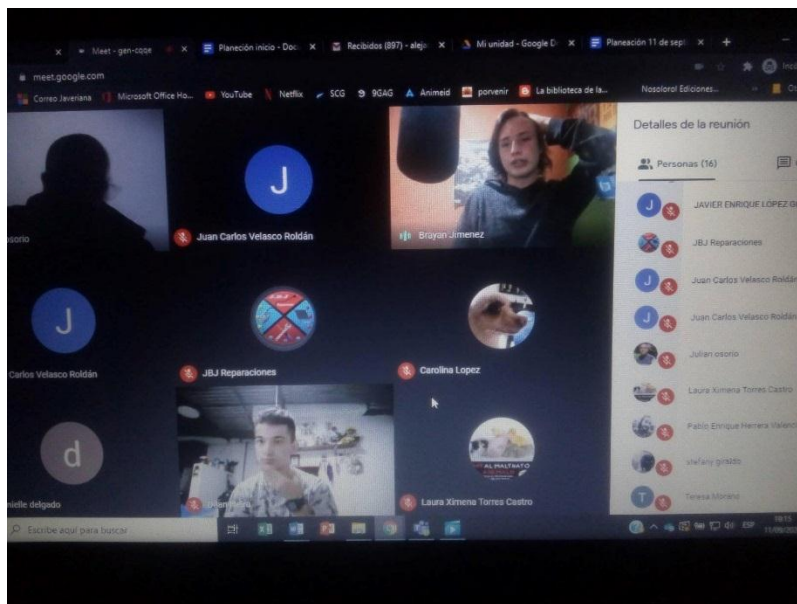 Meet - gen-
Planeción inicio - Doc
Recibidos (897) - alej
Mi unidad - Google D
Planeación 11 de sept
meet.google.com
Correo Javeriana
Microsoft Office Ho...
YouTube
Netflix
SCG
9GAG
Animeid
porvenir
La biblioteca de la...
Nosolorol Ediciones...
Detalles de la reunión
Personas (16)
osorio
J
Juan Carlos Velasco Roldán
Brayan Jimenez
J
Carlos Velasco Roldán
JBJ Reparaciones
Carolina Lopez
d
nielle delgado
AL MALTRATO
Laura Ximena Torres Castro
J JAVIER ENRIQUE LOPEZ
JBJ Reparaciones
J Juan Carlos Velasco Roldán
J Juan Carlos Velasco Roldán
Julian osorio
Laura Ximena Torres Castro
Pablo Enrique Herrera Valenci
stefany giraldo
T Teresa Moreno
Escribe aquí para buscar
ESP